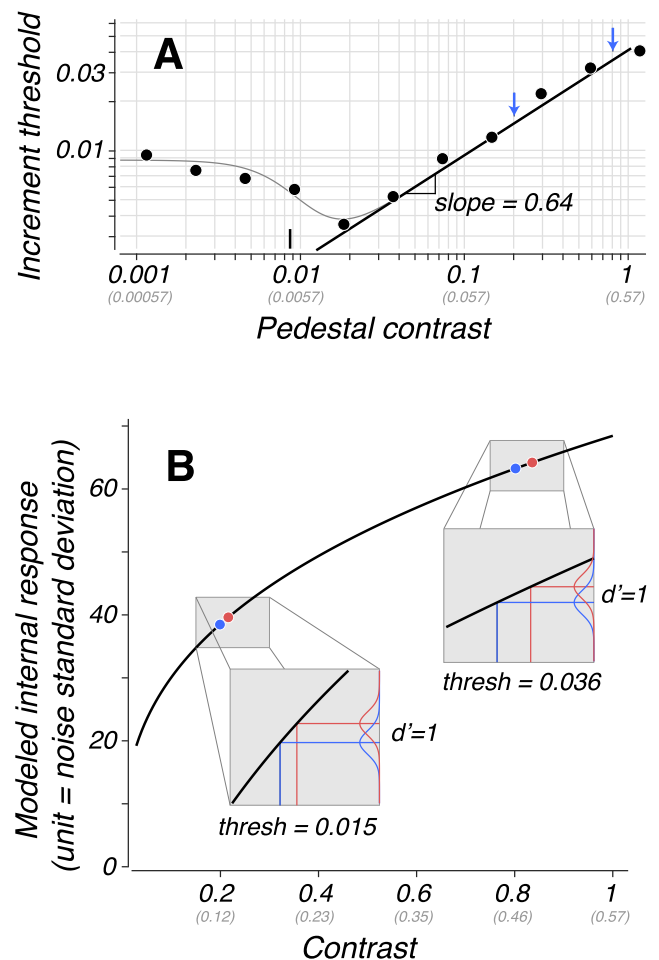 A
Increment threshold
0.03
0.01
slope = 0.64
0.001 0.01 0.1 1
(0.00057) (0.0057) (0.057) (0.57)
Pedestal contrast
B
Modeled internal response
(unit = noise standard deviation)
60
40
20
0
d’=1
thresh = 0.036
d’=1
thresh = 0.015
0.2 0.4 0.6 0.8 1
(0.12) (0.23) (0.35) (0.46) (0.57)
Contrast